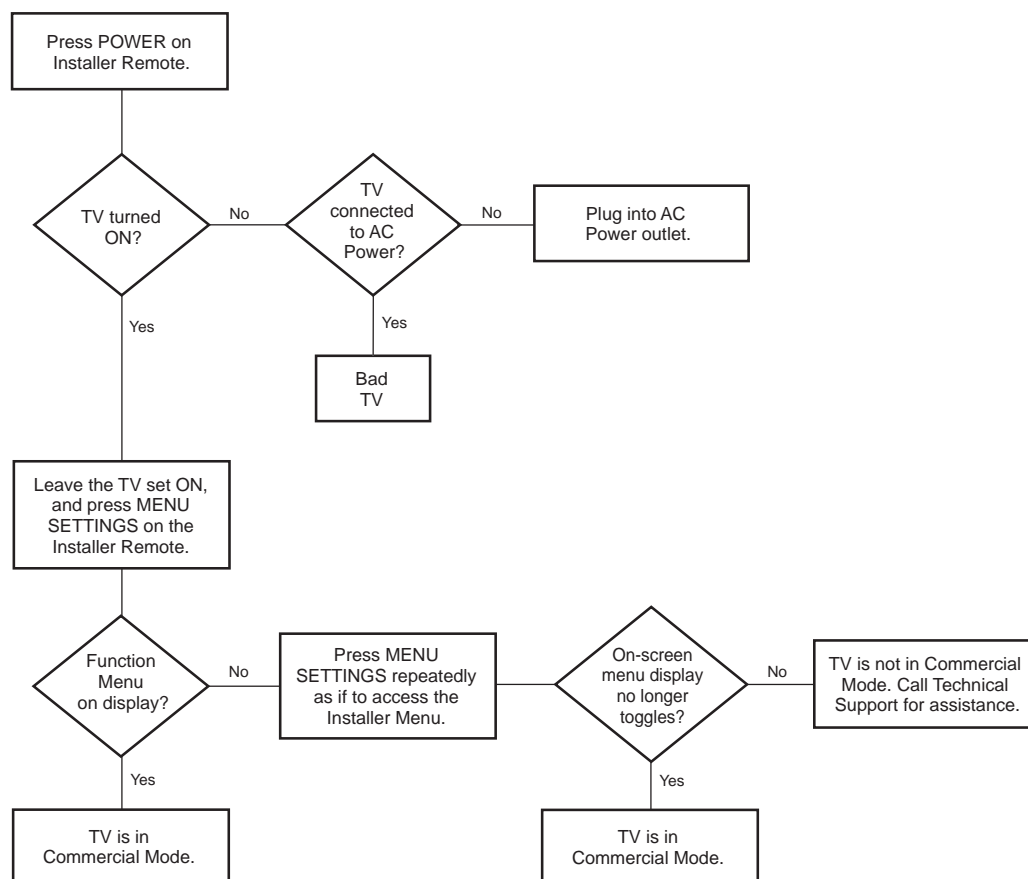 Press POWER on
Installer Remote.
TV turned
ON?
No
TV
connected
to AC
Power?
No
Plug into AC
Power outlet.
Yes
Yes
Bad
TV
Leave the TV set ON,
and press MENU
SETTINGS on the
Installer Remote.
Function
Menu
on display?
No
Press MENU
SETTINGS repeatedly
as if to access the
Installer Menu.
On-screen
menu display
no longer
toggles?
No
TV is not in Commercial
Mode. Call Technical
Support for assistance.
Yes
Yes
TV is in
Commercial Mode.
TV is in
Commercial Mode.